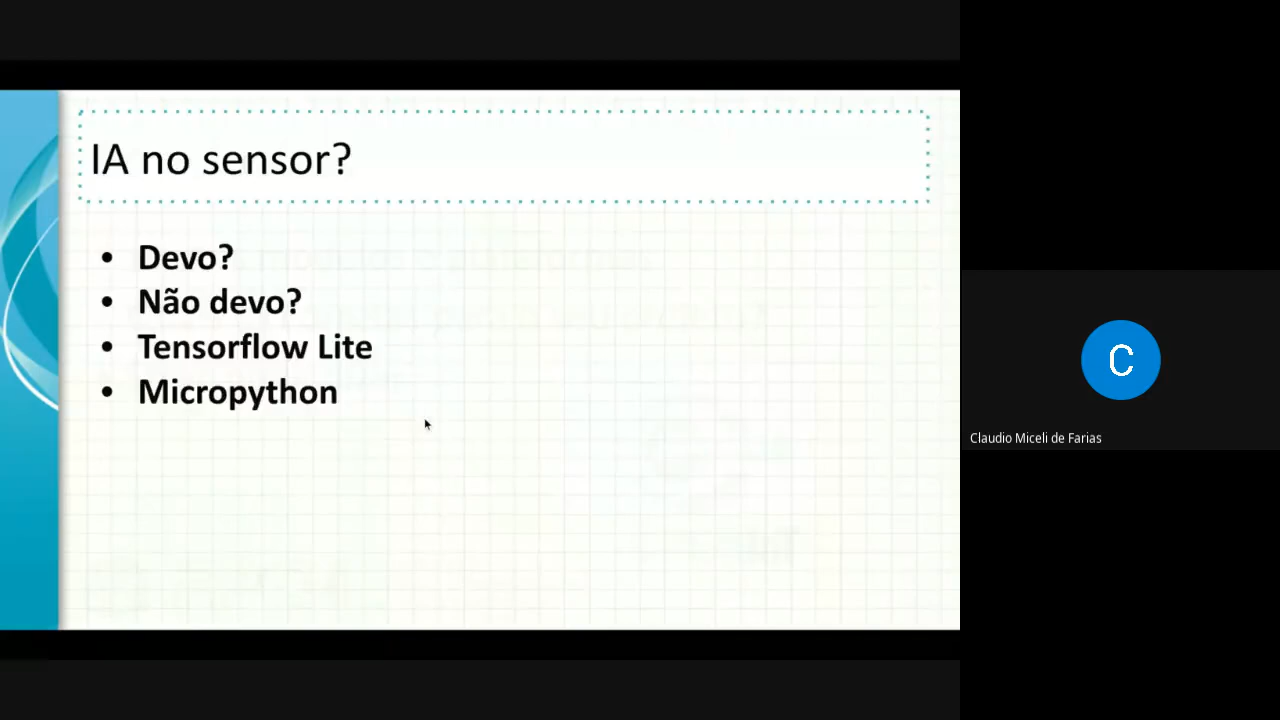 IA no sensor?
• Devo?
• Não devo?
• Tensorflow Lite
• Micropython
C
Claudio Miceli de Farias